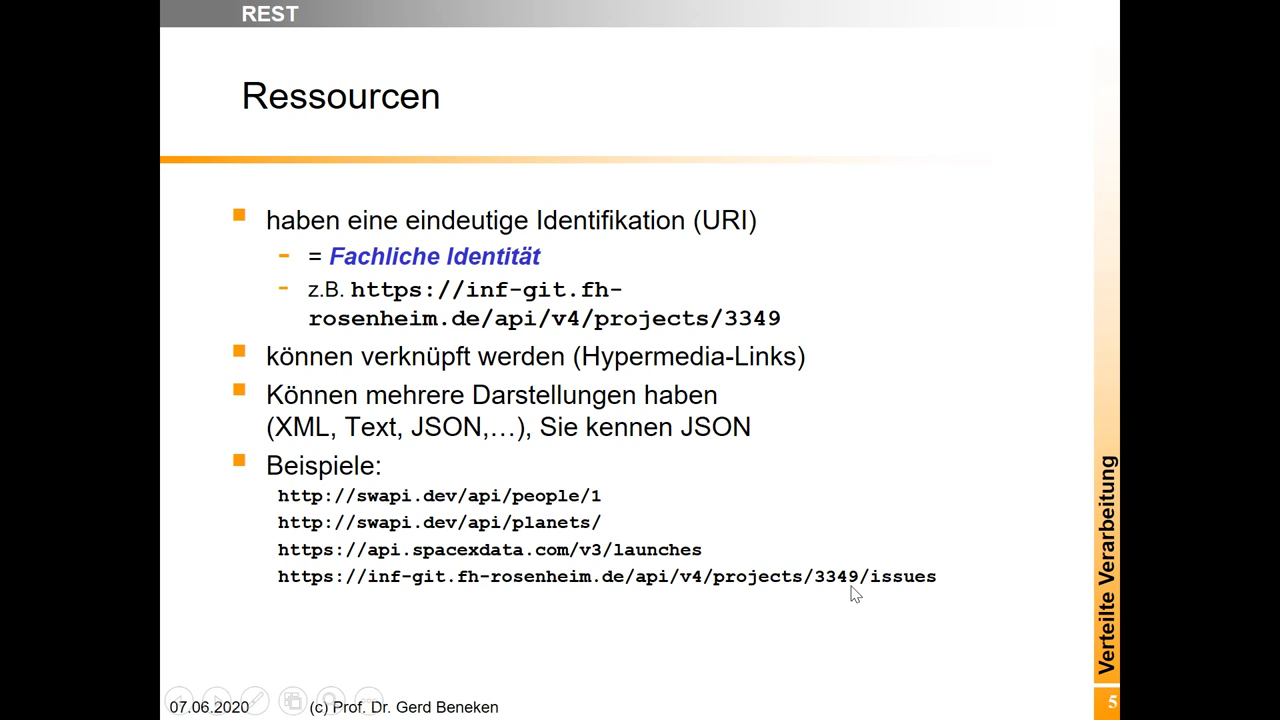 REST
Ressourcen
haben eine eindeutige Identifikation (URI)
= Fachliche Identität
z.B. https://inf-git.fh-
rosenheim.de/api/v4/projects/3349
können verknüpft werden (Hypermedia-Links)
Können mehrere Darstellungen haben
(XML, Text, JSON,…), Sie kennen JSON
Beispiele:
http://swapi.dev/api/people/1
http://swapi.dev/api/planets/
https://api.spacexdata.com/v3/launches
https://inf-git.fh-rosenheim.de/api/v4/projects/3349/issues
Verteilte Verarbeitung
5
07.06.2020
(c) Prof. Dr. Gerd Beneken